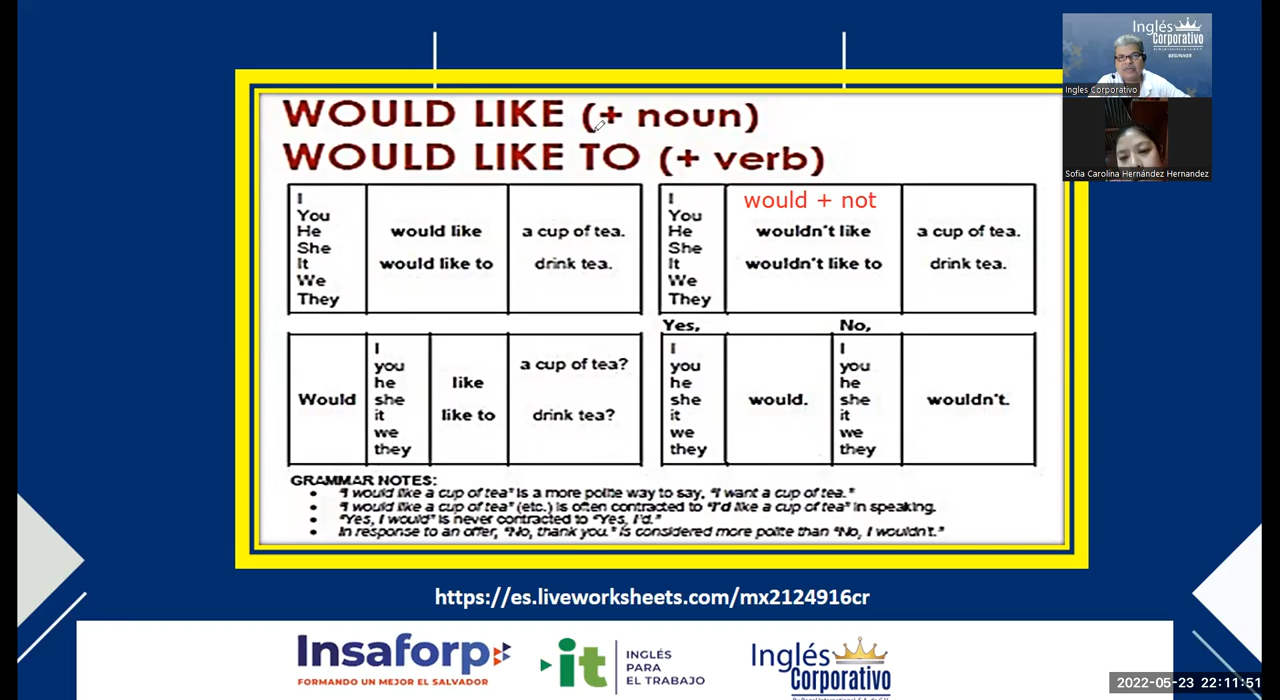 WOULD LIKE (+ noun)
WOULD LIKE TO (+ verb)
I
You
He
She
It
We
They
would like
would like to
a cup of tea.
drink tea.
I
You
He
She
It
We
They
would + not
wouldn't like
wouldn't like to
a cup of tea.
drink tea.
Would
I
you
he
she
it
we
they
like
like to
a cup of tea?
drink tea?
Yes,
I
you
he
she
it
we
they
would.
No,
I
you
he
she
it
we
they
wouldn't.
GRAMMAR NOTES:
• "I would like a cup of tea" is a more polite way to say, "I want a cup of tea."
• "I would like a cup of tea" (etc.) is often contracted to "I'd like a cup of tea" in speaking.
• "Yes, I would" is never contracted to "Yes, I'd."
• In response to an offer, "No, thank you." is considered more polite than "No, I wouldn't."
https://es.liveworksheets.com/mx2124916cr
Insaforp
FORMANDO UN MEJOR EL SALVADOR
it
INGLÉS
PARA
EL TRABAJO
Inglés
Corporativo
Inglés
Corporativo
BEGINNER
Ingles Corporativo
Sofia Carolina Hernández Hernandez
2022-05-23 22:11:51